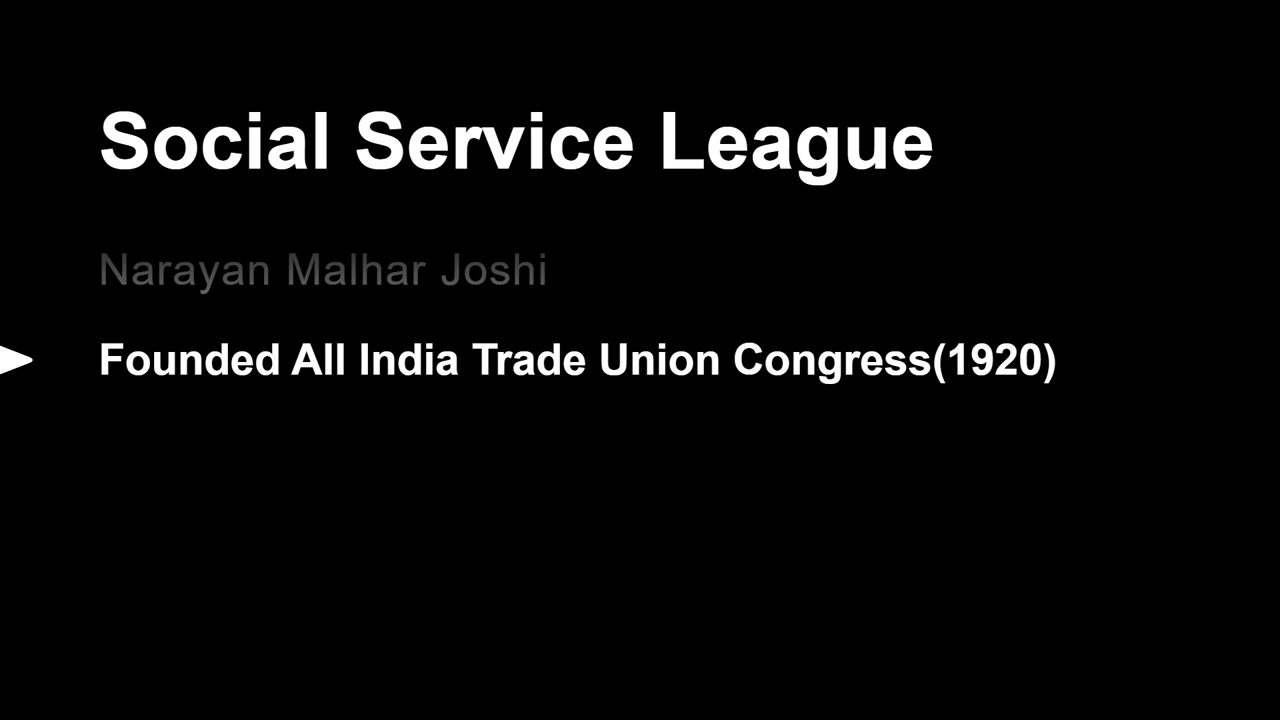 Social Service League
Narayan Malhar Joshi
Founded All India Trade Union Congress(1920)